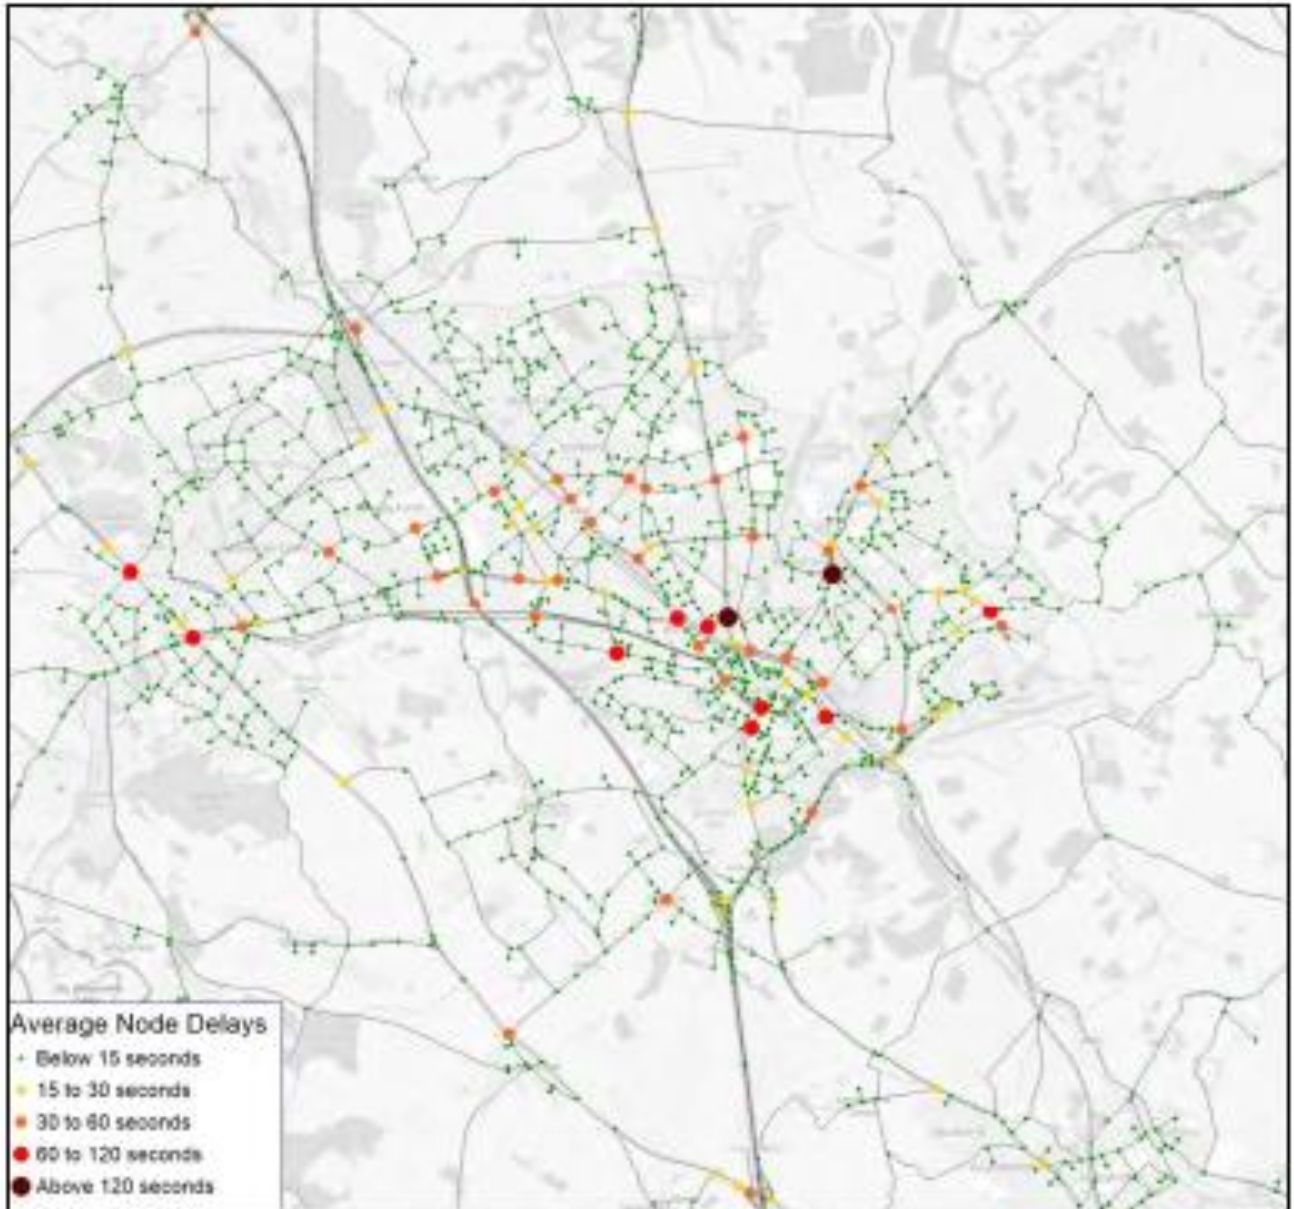 Average Node Delays
Below 15 seconds
15 to 30 seconds
30 to 60 seconds
60 to 120 seconds
Above 120 seconds